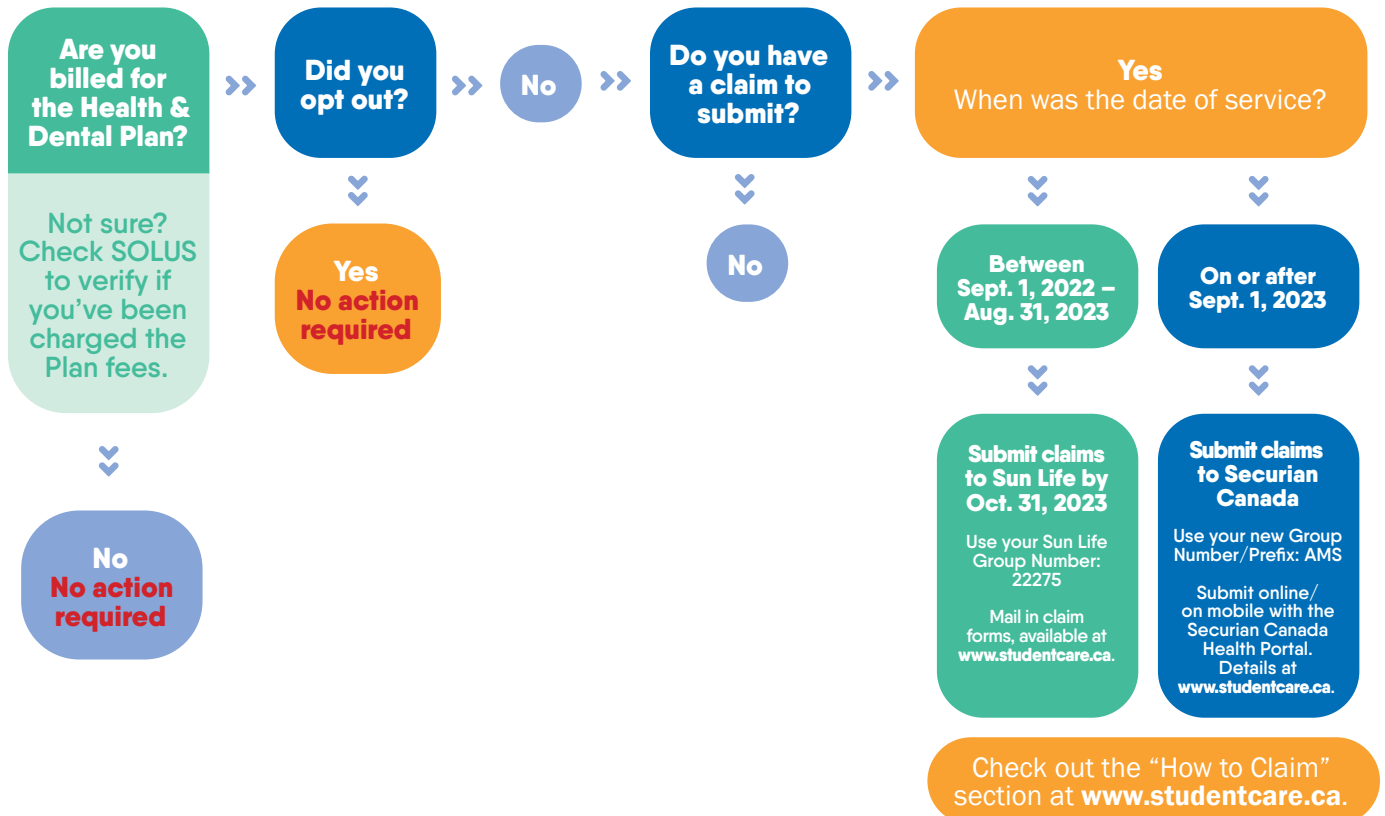 Are you
billed for
the Health &
Dental Plan?
Not sure?
Check SOLUS
to verify if
you’ve been
charged the
Plan fees.
No
No action
required
Did you
opt out?
Yes
No action
required
No
Do you have
a claim to
submit?
No
Yes
When was the date of service?
Between
Sept. 1, 2022 –
Aug. 31, 2023
Submit claims
to Sun Life by
Oct. 31, 2023
Use your Sun Life
Group Number:
22275
Mail in claim
forms, available at
www.studentcare.ca.
On or after
Sept. 1, 2023
Submit claims
to Securian
Canada
Use your new Group
Number/Prefix: AMS
Submit online/
on mobile with the
Securian Canada
Health Portal.
Details at
www.studentcare.ca.
Check out the “How to Claim”
section at www.studentcare.ca.